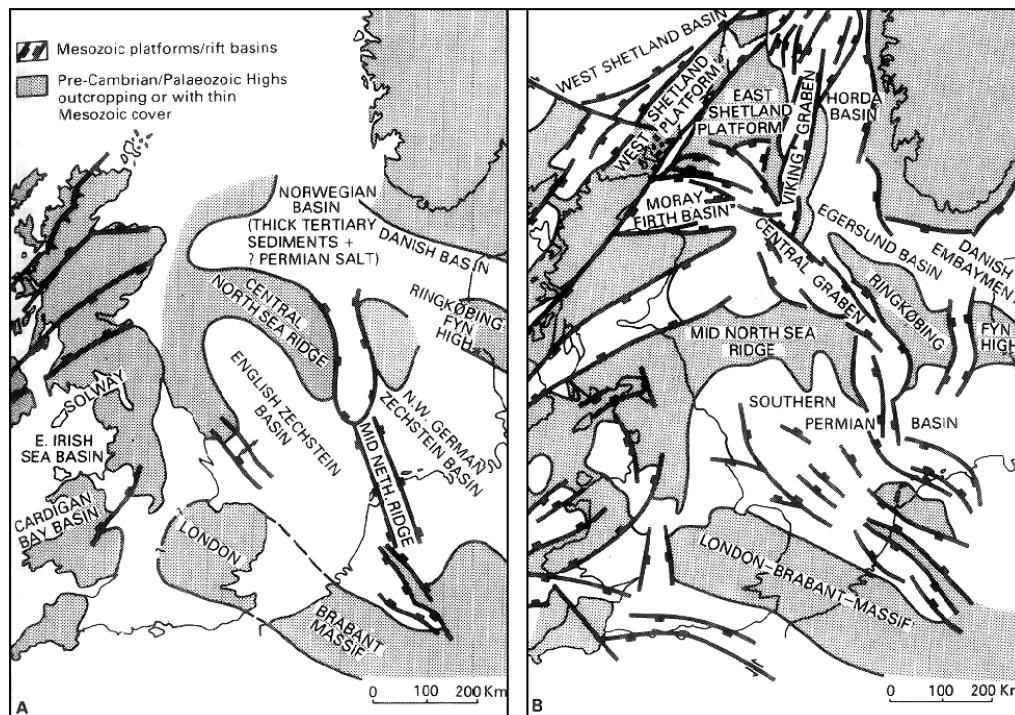 Mesozoic platforms/rift basins
Pre-Cambrian/Palaeozoic Highs
outcropping or with thin
Mesozoic cover
NORWEGIAN
BASIN
(THICK TERTIARY
SEDIMENTS +
? PERMIAN SALT)
DANISH BASIN
RINGKØBING
FYN
HIGH
CENTRAL
NORTH SEA
RIDGE
ENGLISH ZECHSTEIN
BASIN
N.W GERMAN
ZECHSTEIN BASIN
MID NETH. RIDGE
SOLWAY
E. IRISH
SEA BASIN
CARDIGAN
BAY BASIN
LONDON
BRABANT
MASSIF
0 100 200 Km
A
WEST SHETLAND BASIN
WEST SHETLAND
PLATFORM
EAST
SHETLAND
PLATFORM
VIKING GRABEN
HORDA
BASIN
MORAY
FIRTH BASIN"
CENTRAL
GRABEN
EGERSUND BASIN
DANISH
EMBAYMENT
RINGKØBING
FYN
HIGH
MID NORTH SEA
RIDGE
SOUTHERN
PERMIAN BASIN
LONDON-BRABANT-MASSIF
0 100 200 Km
B